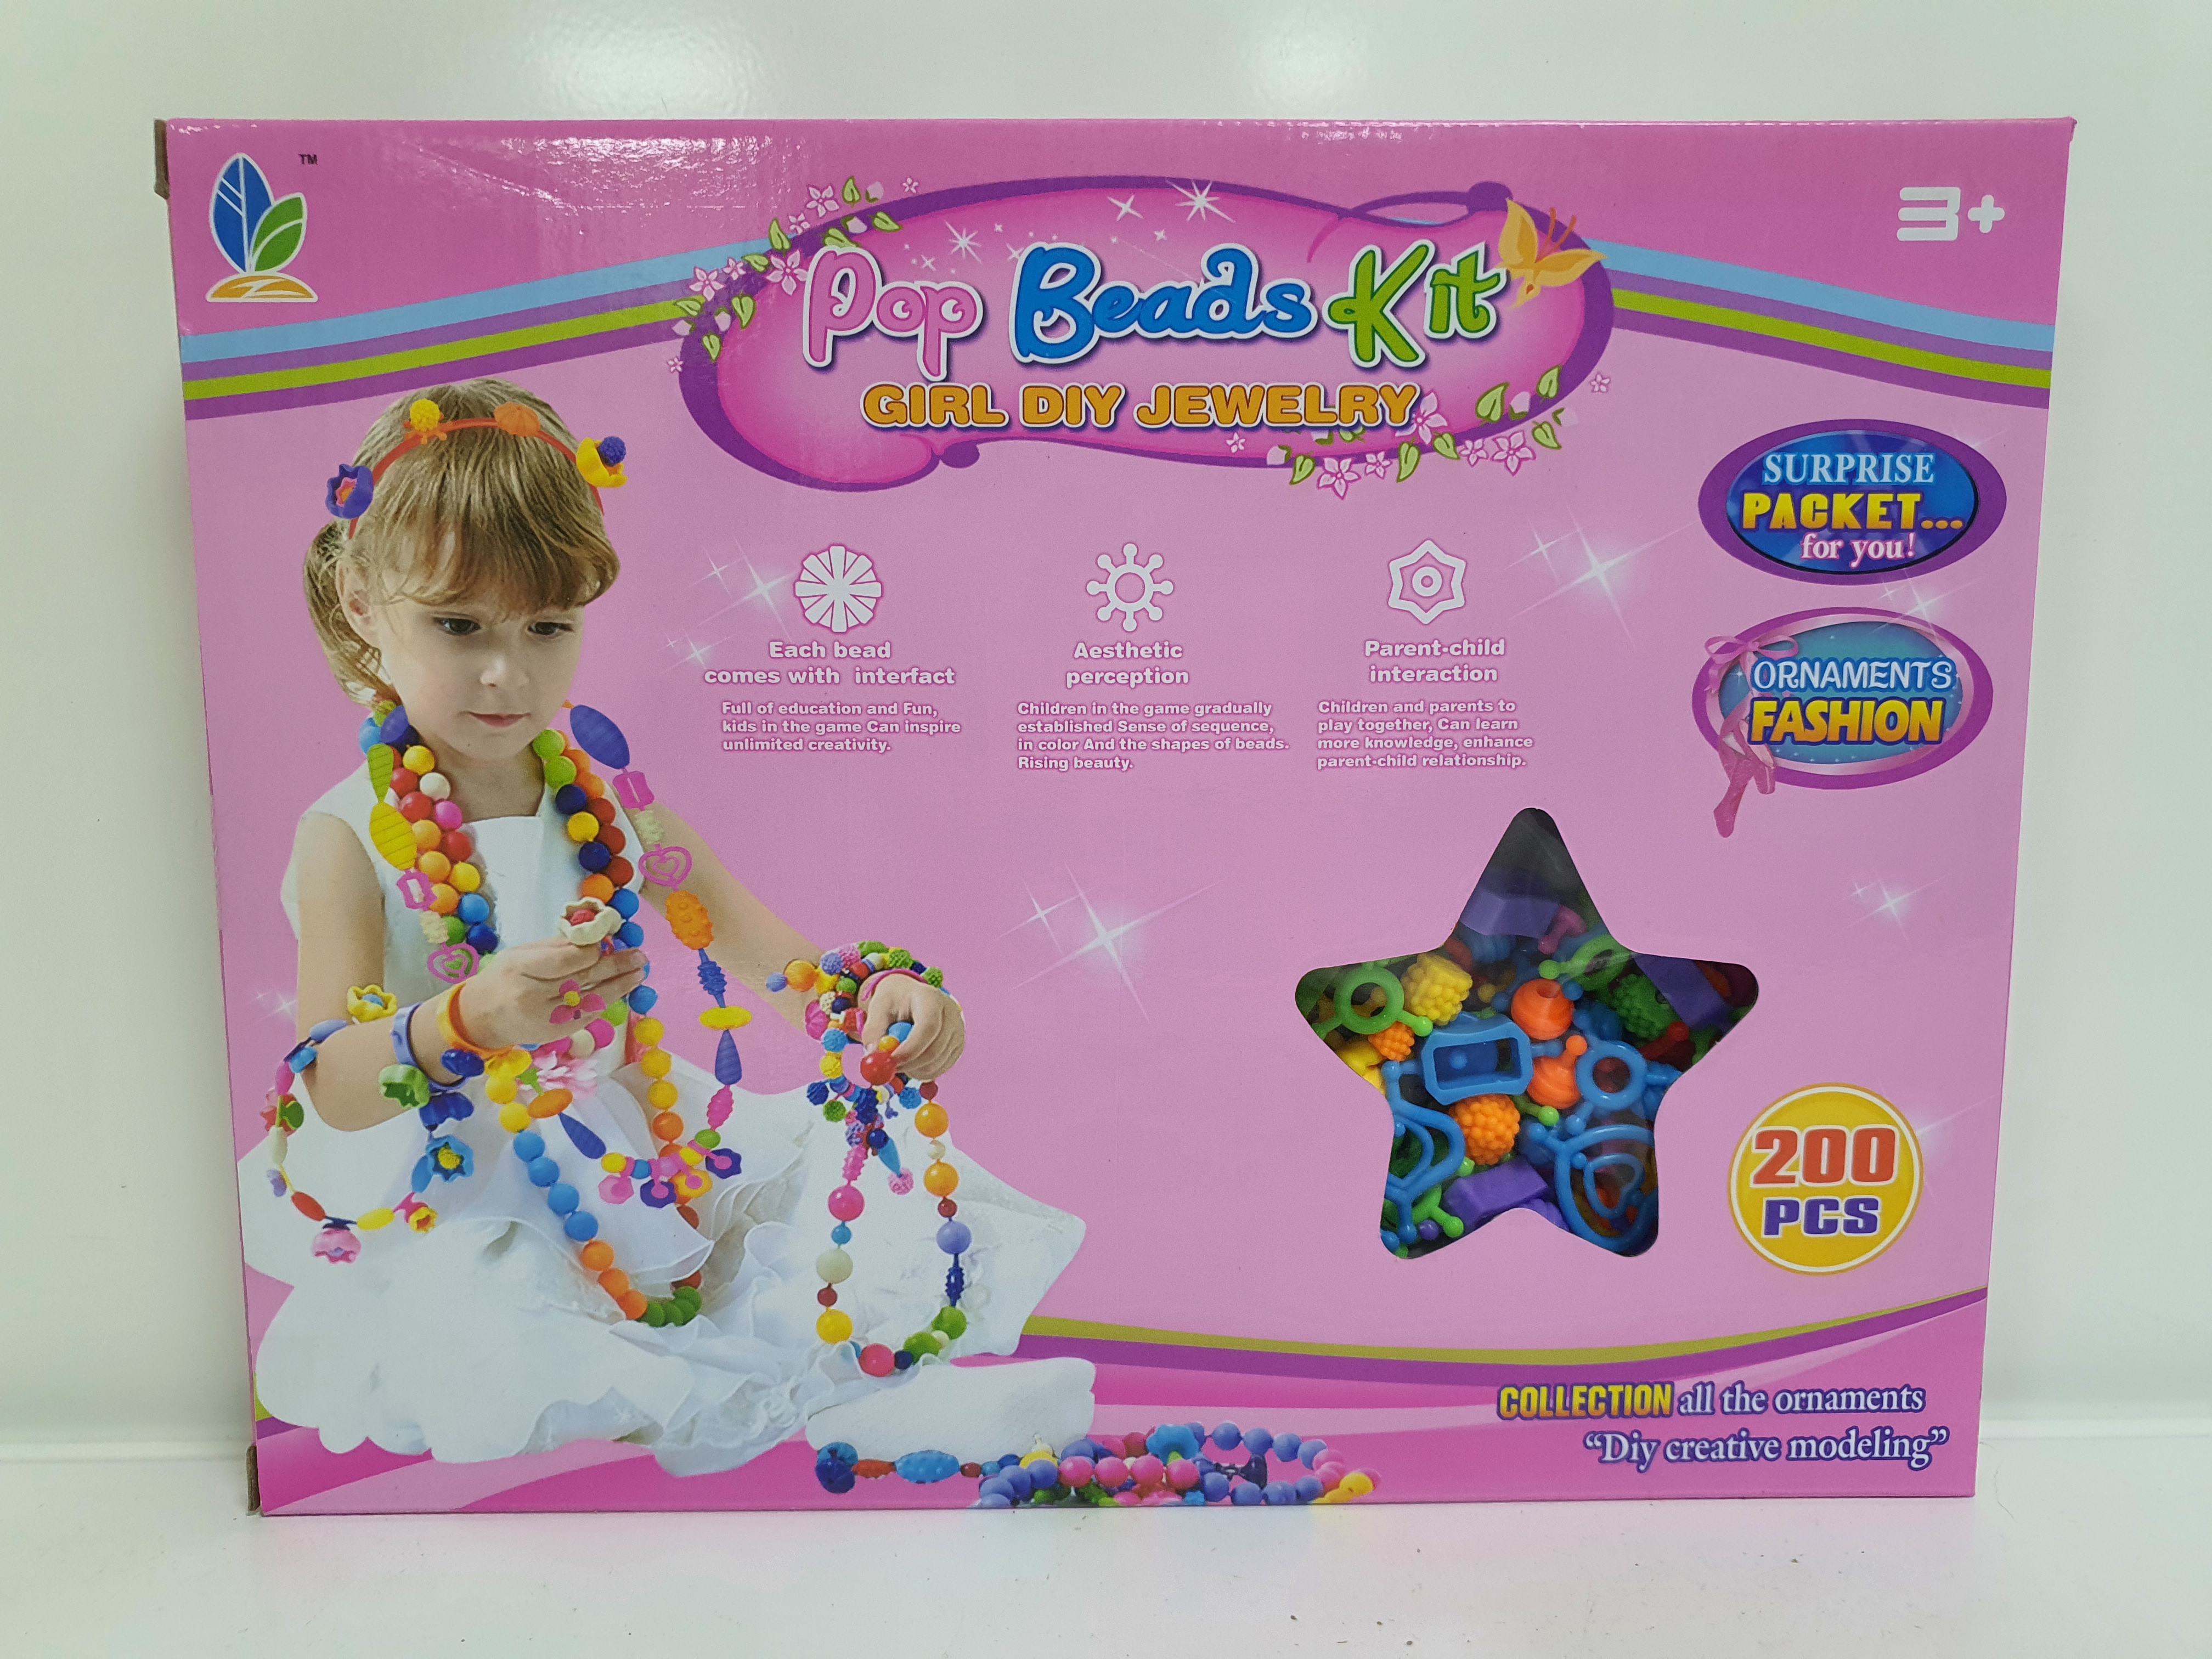 TM
3+
Pop Beads Kit
GIRL DIY JEWELRY
SURPRISE
PACKET...
for you!
ORNAMENTS
FASHION
Each bead
comes with interfact
Full of education and Fun,
kids in the game Can inspire
unlimited creativity.
Aesthetic
perception
Children in the game gradually
established Sense of sequence,
in color And the shapes of beads.
Rising beauty.
Parent-child
interaction
Children and parents to
play together, Can learn
more knowledge, enhance
parent-child relationship.
200
PCS
COLLECTION all the ornaments
“Diy creative modeling”